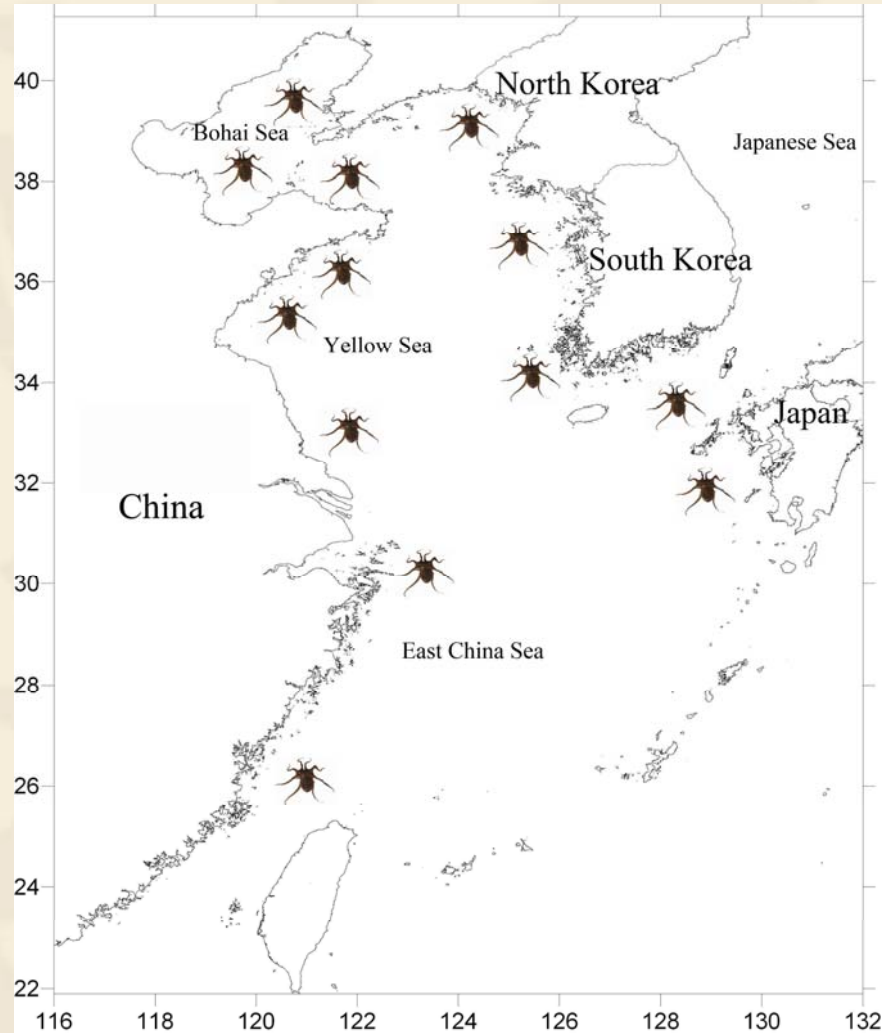 40
North Korea
Bohai Sea
Japanese Sea
38
36
South Korea
Yellow Sea
34
Japan
32
China
30
East China Sea
28
26
24
22
116 118 120 122 124 126 128 130 132